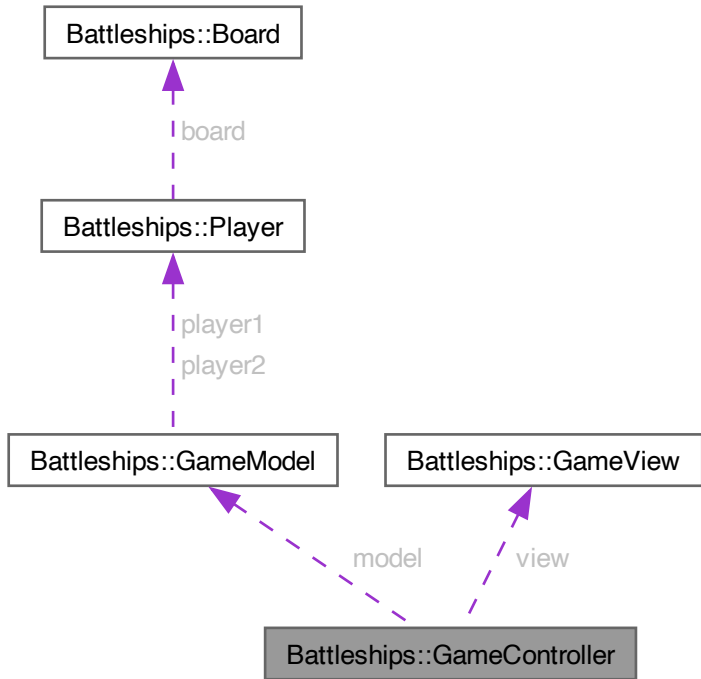 Battleships::Board
board
Battleships::Player
player1
player2
Battleships::GameModel
Battleships::GameView
model
view
Battleships::GameController